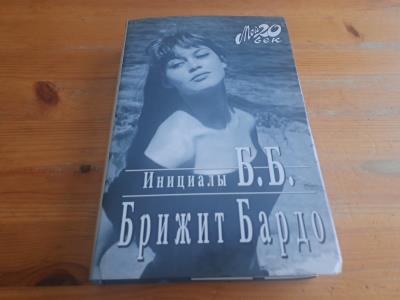 Мой 20
век
Инициалы Б.Б.
Брижит Бардо